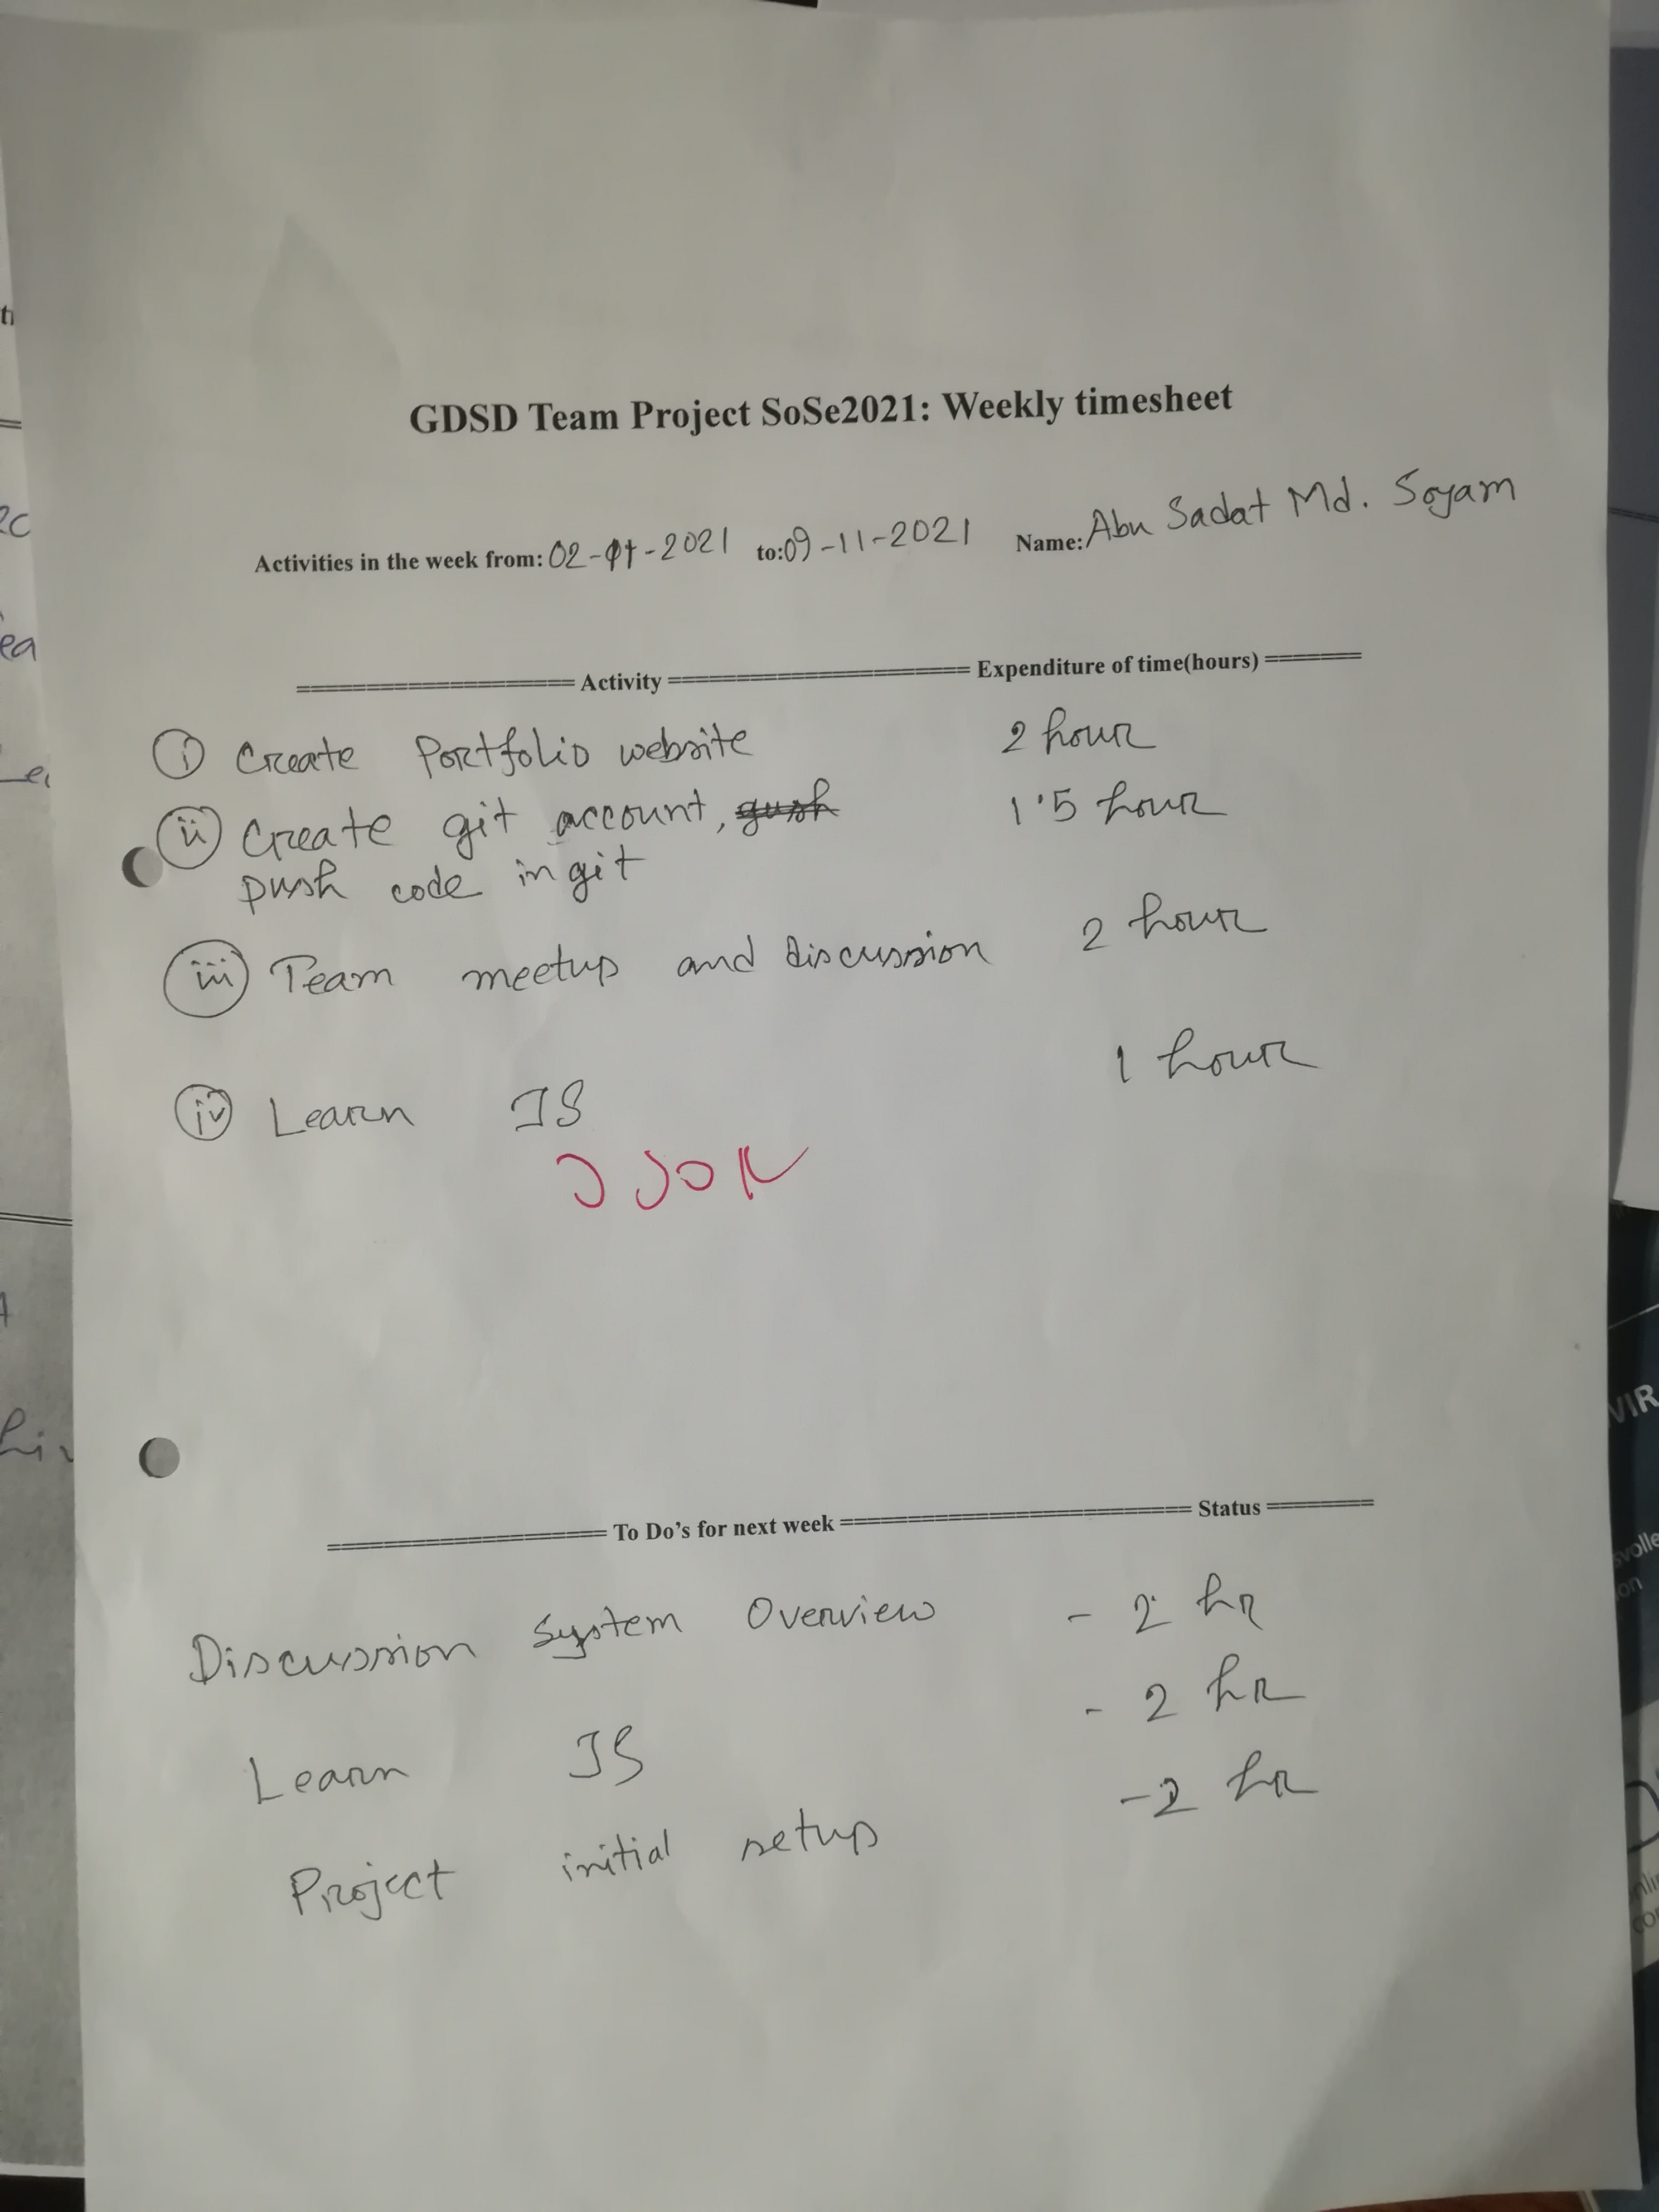 GDSD Team Project SoSe2021: Weekly timesheet
Activities in the week from: 02-11-2021 to: 09-11-2021 Name: Abu Sadat Md. Soyam
==================== Activity ====================== Expenditure of time(hours) =======
i Create Portfolio website 2 hour
ii Create git account, push 1.5 hour
push code in git
iii Team meetup and discussion 2 hour
iv Learn JS 1 hour
==================== To Do's for next week ========================= Status ========
Discussion System Overview - 2 hr
Learn JS - 2 hr
Project initial setup - 2 hr
ea
VIR
svolle
on